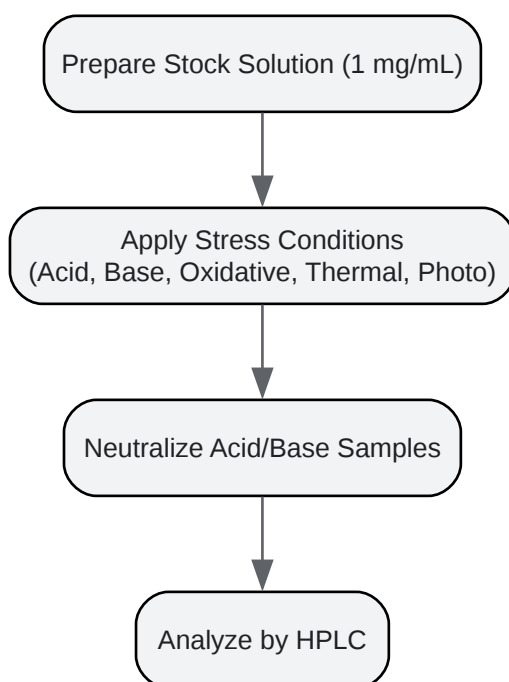 Prepare Stock Solution (1 mg/mL)
Apply Stress Conditions
(Acid, Base, Oxidative, Thermal, Photo)
Neutralize Acid/Base Samples
Analyze by HPLC